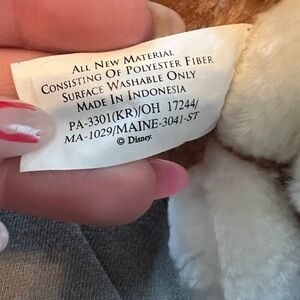 All New Material
Consisting Of Polyester Fiber
Surface Washable Only
Made In Indonesia
PA-3301(KR)/OH 17244/
MA-1029/MAINE-3041-ST
© Disney.